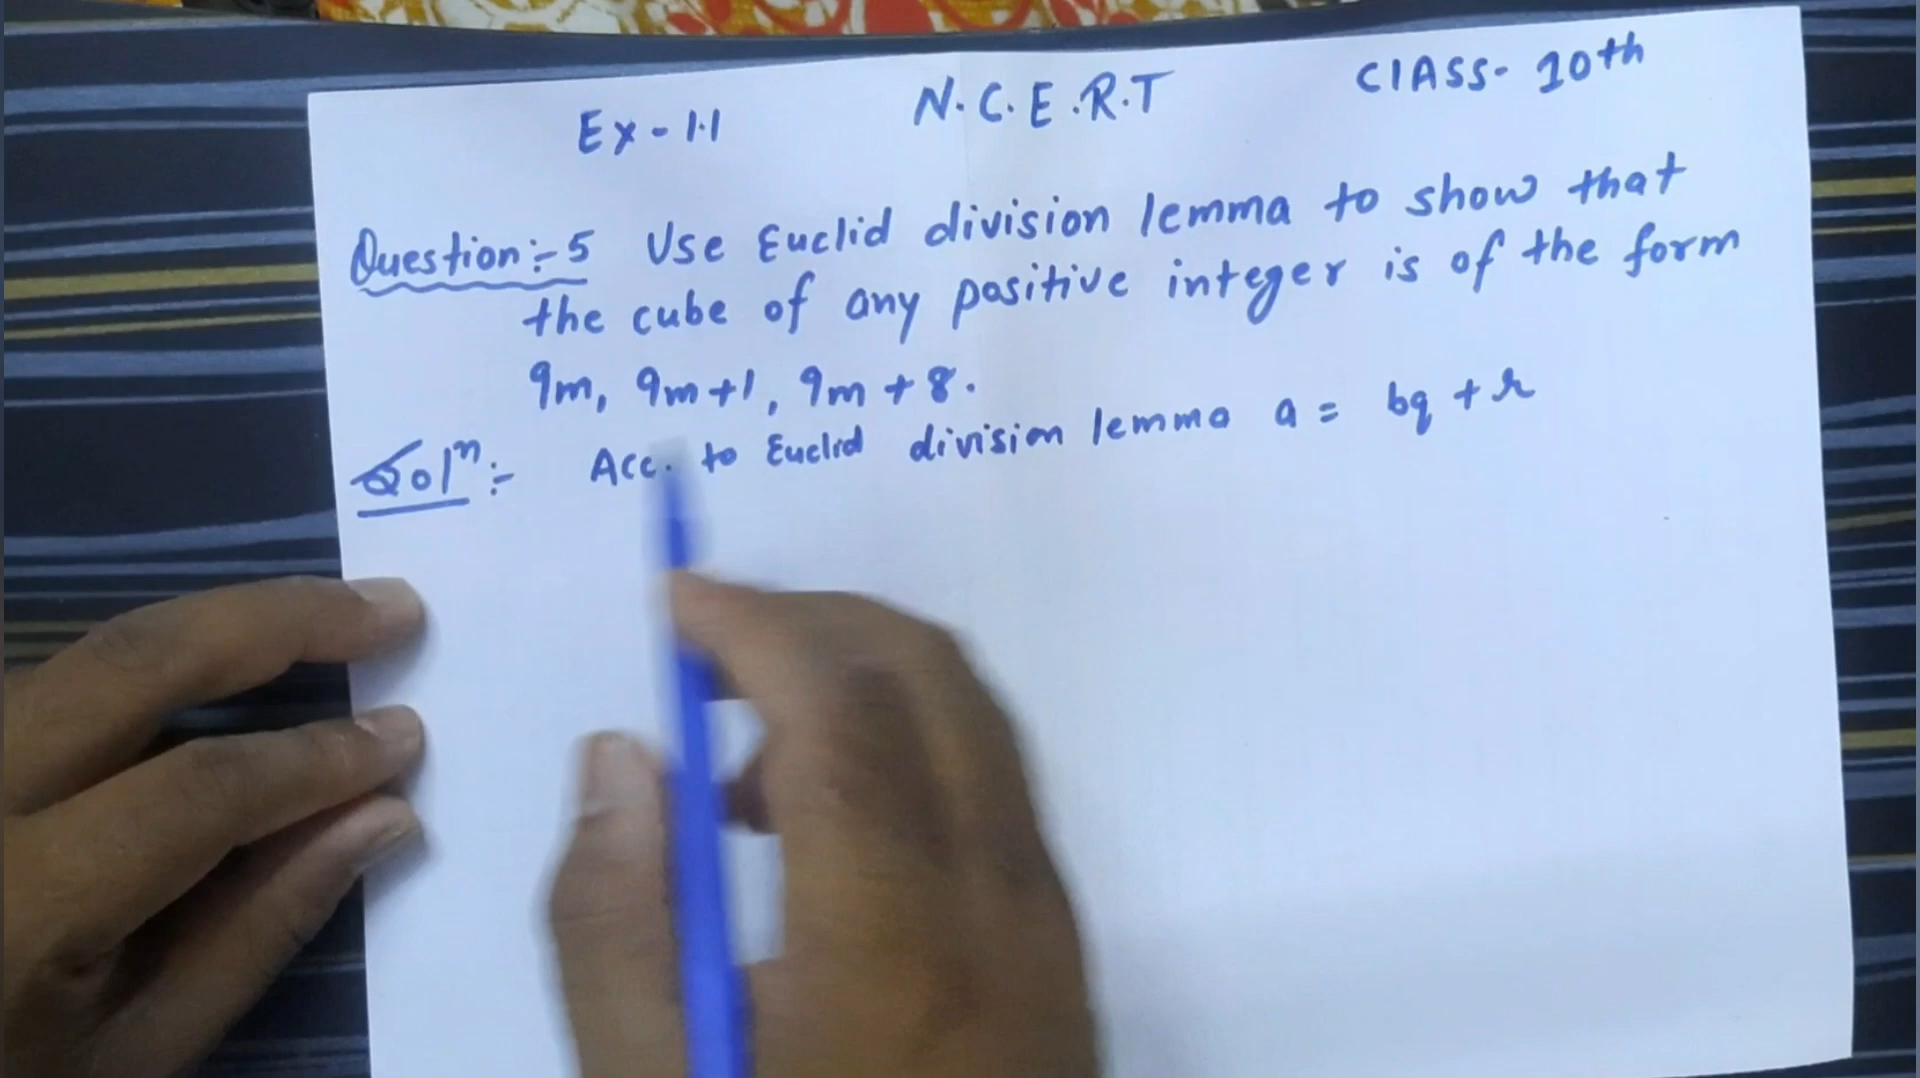 Ex-1.1 N.C.E.R.T CLASS- 10th
Question:-5 Use Euclid division lemma to show that
the cube of any positive integer is of the form
9m, 9m+1, 9m+8.
Solⁿ:- Acc. to Euclid division lemma a = bq + r